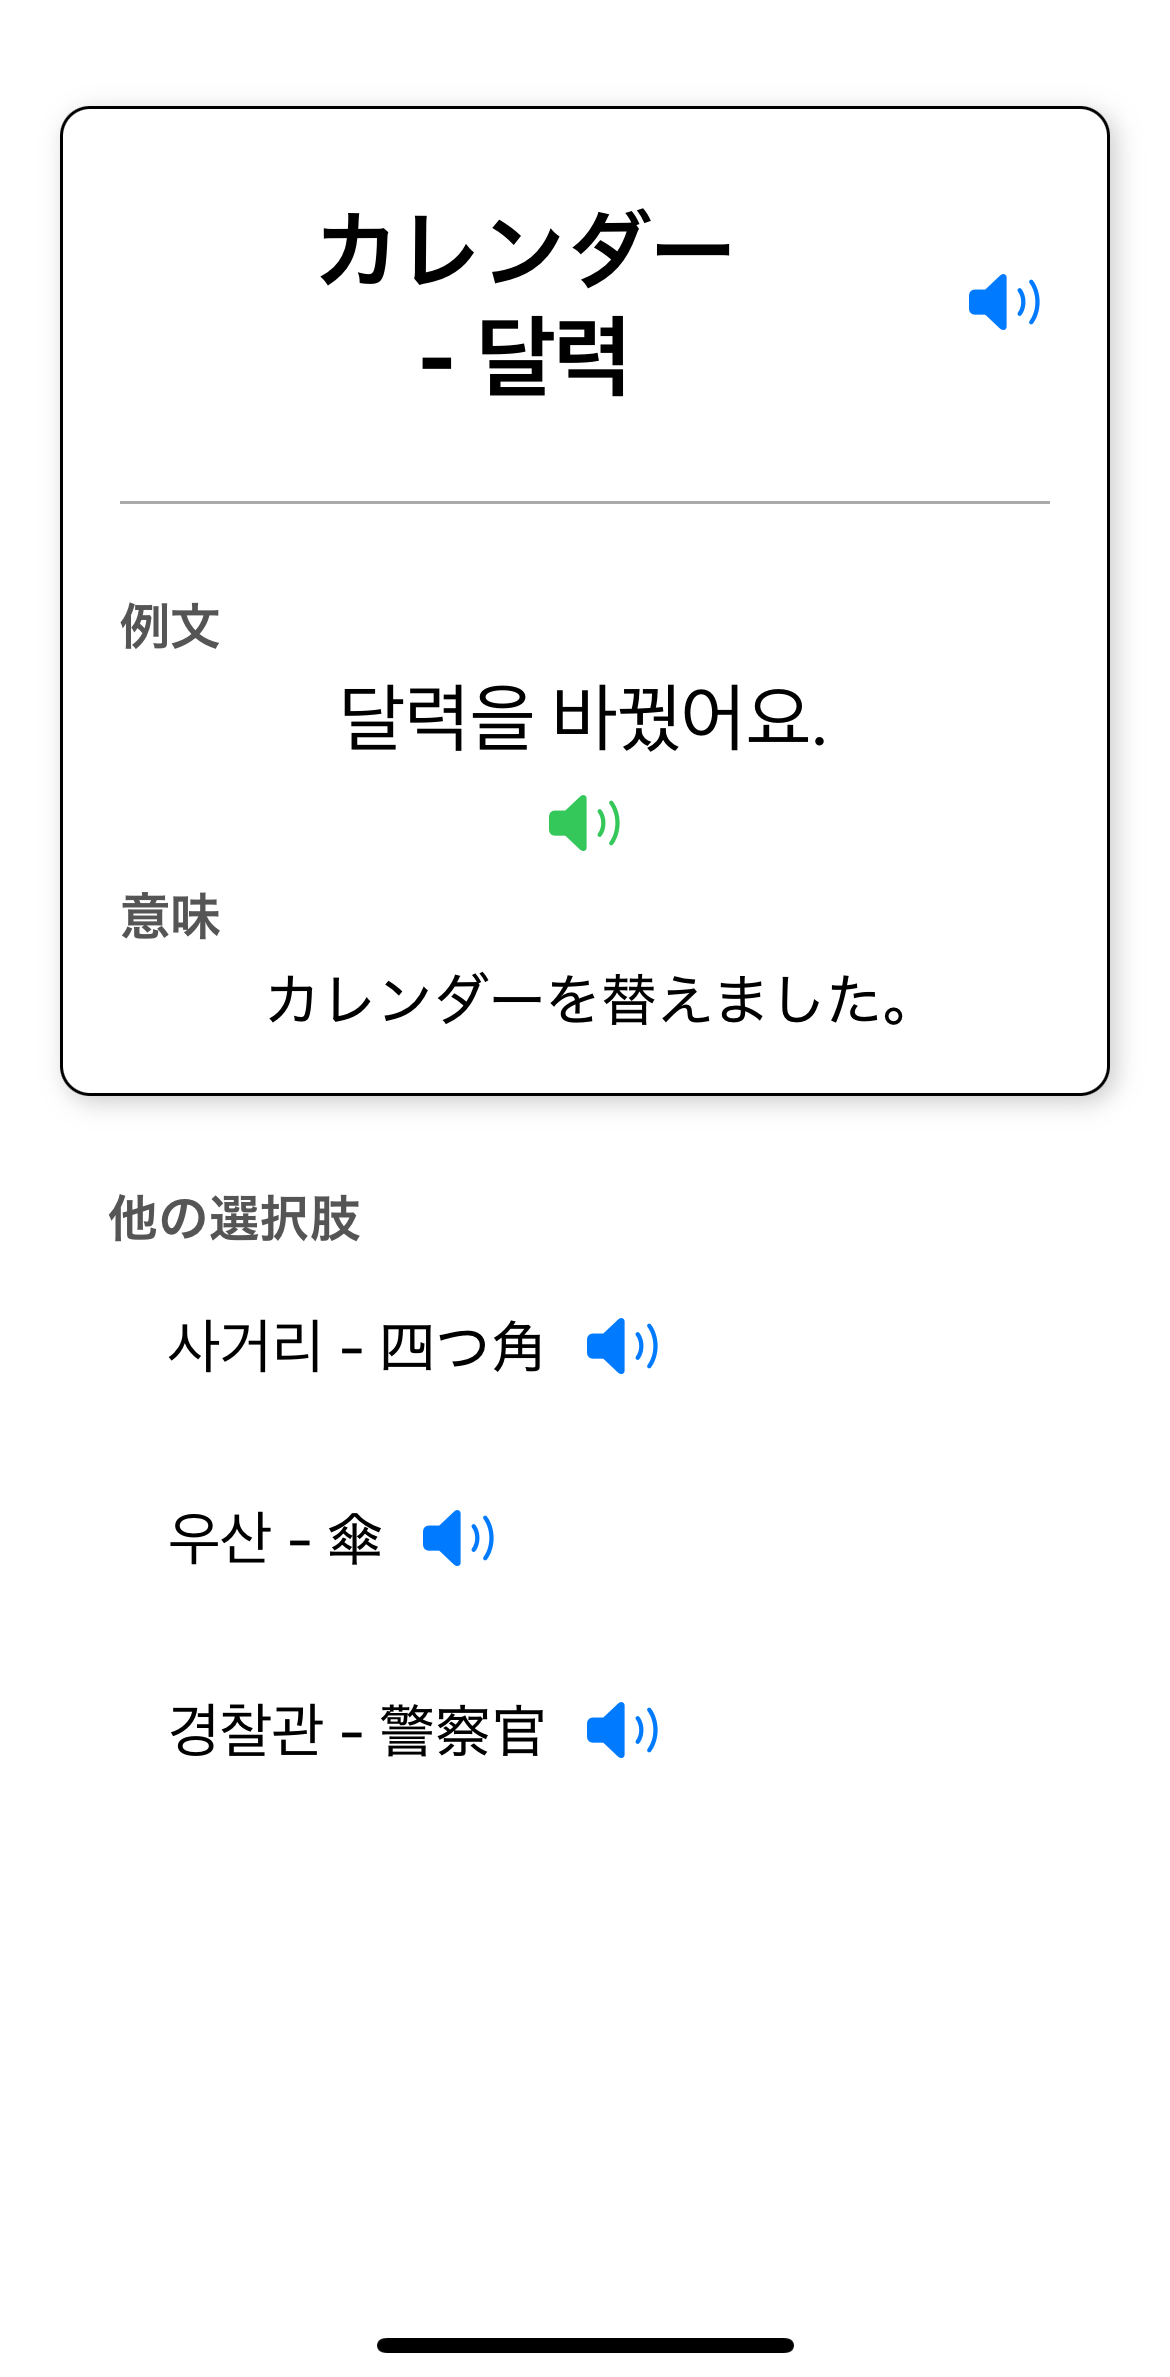 カレンダー
- 달력
例文
달력을 바꿨어요.
意味
カレンダーを替えました。
他の選択肢
사거리 - 四つ角
우산 - 傘
경찰관 - 警察官